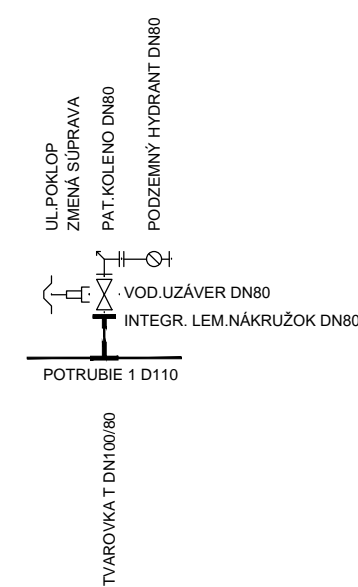 UL.POKLOP
ZMENÁ SÚPRAVA
PAT.KOLENO DN80
PODZEMNÝ HYDRANT DN80
VOD.UZÁVER DN80
INTEGR. LEM.NÁKRUŽOK DN80
POTRUBIE 1 D110
TVAROVKA T DN100/80